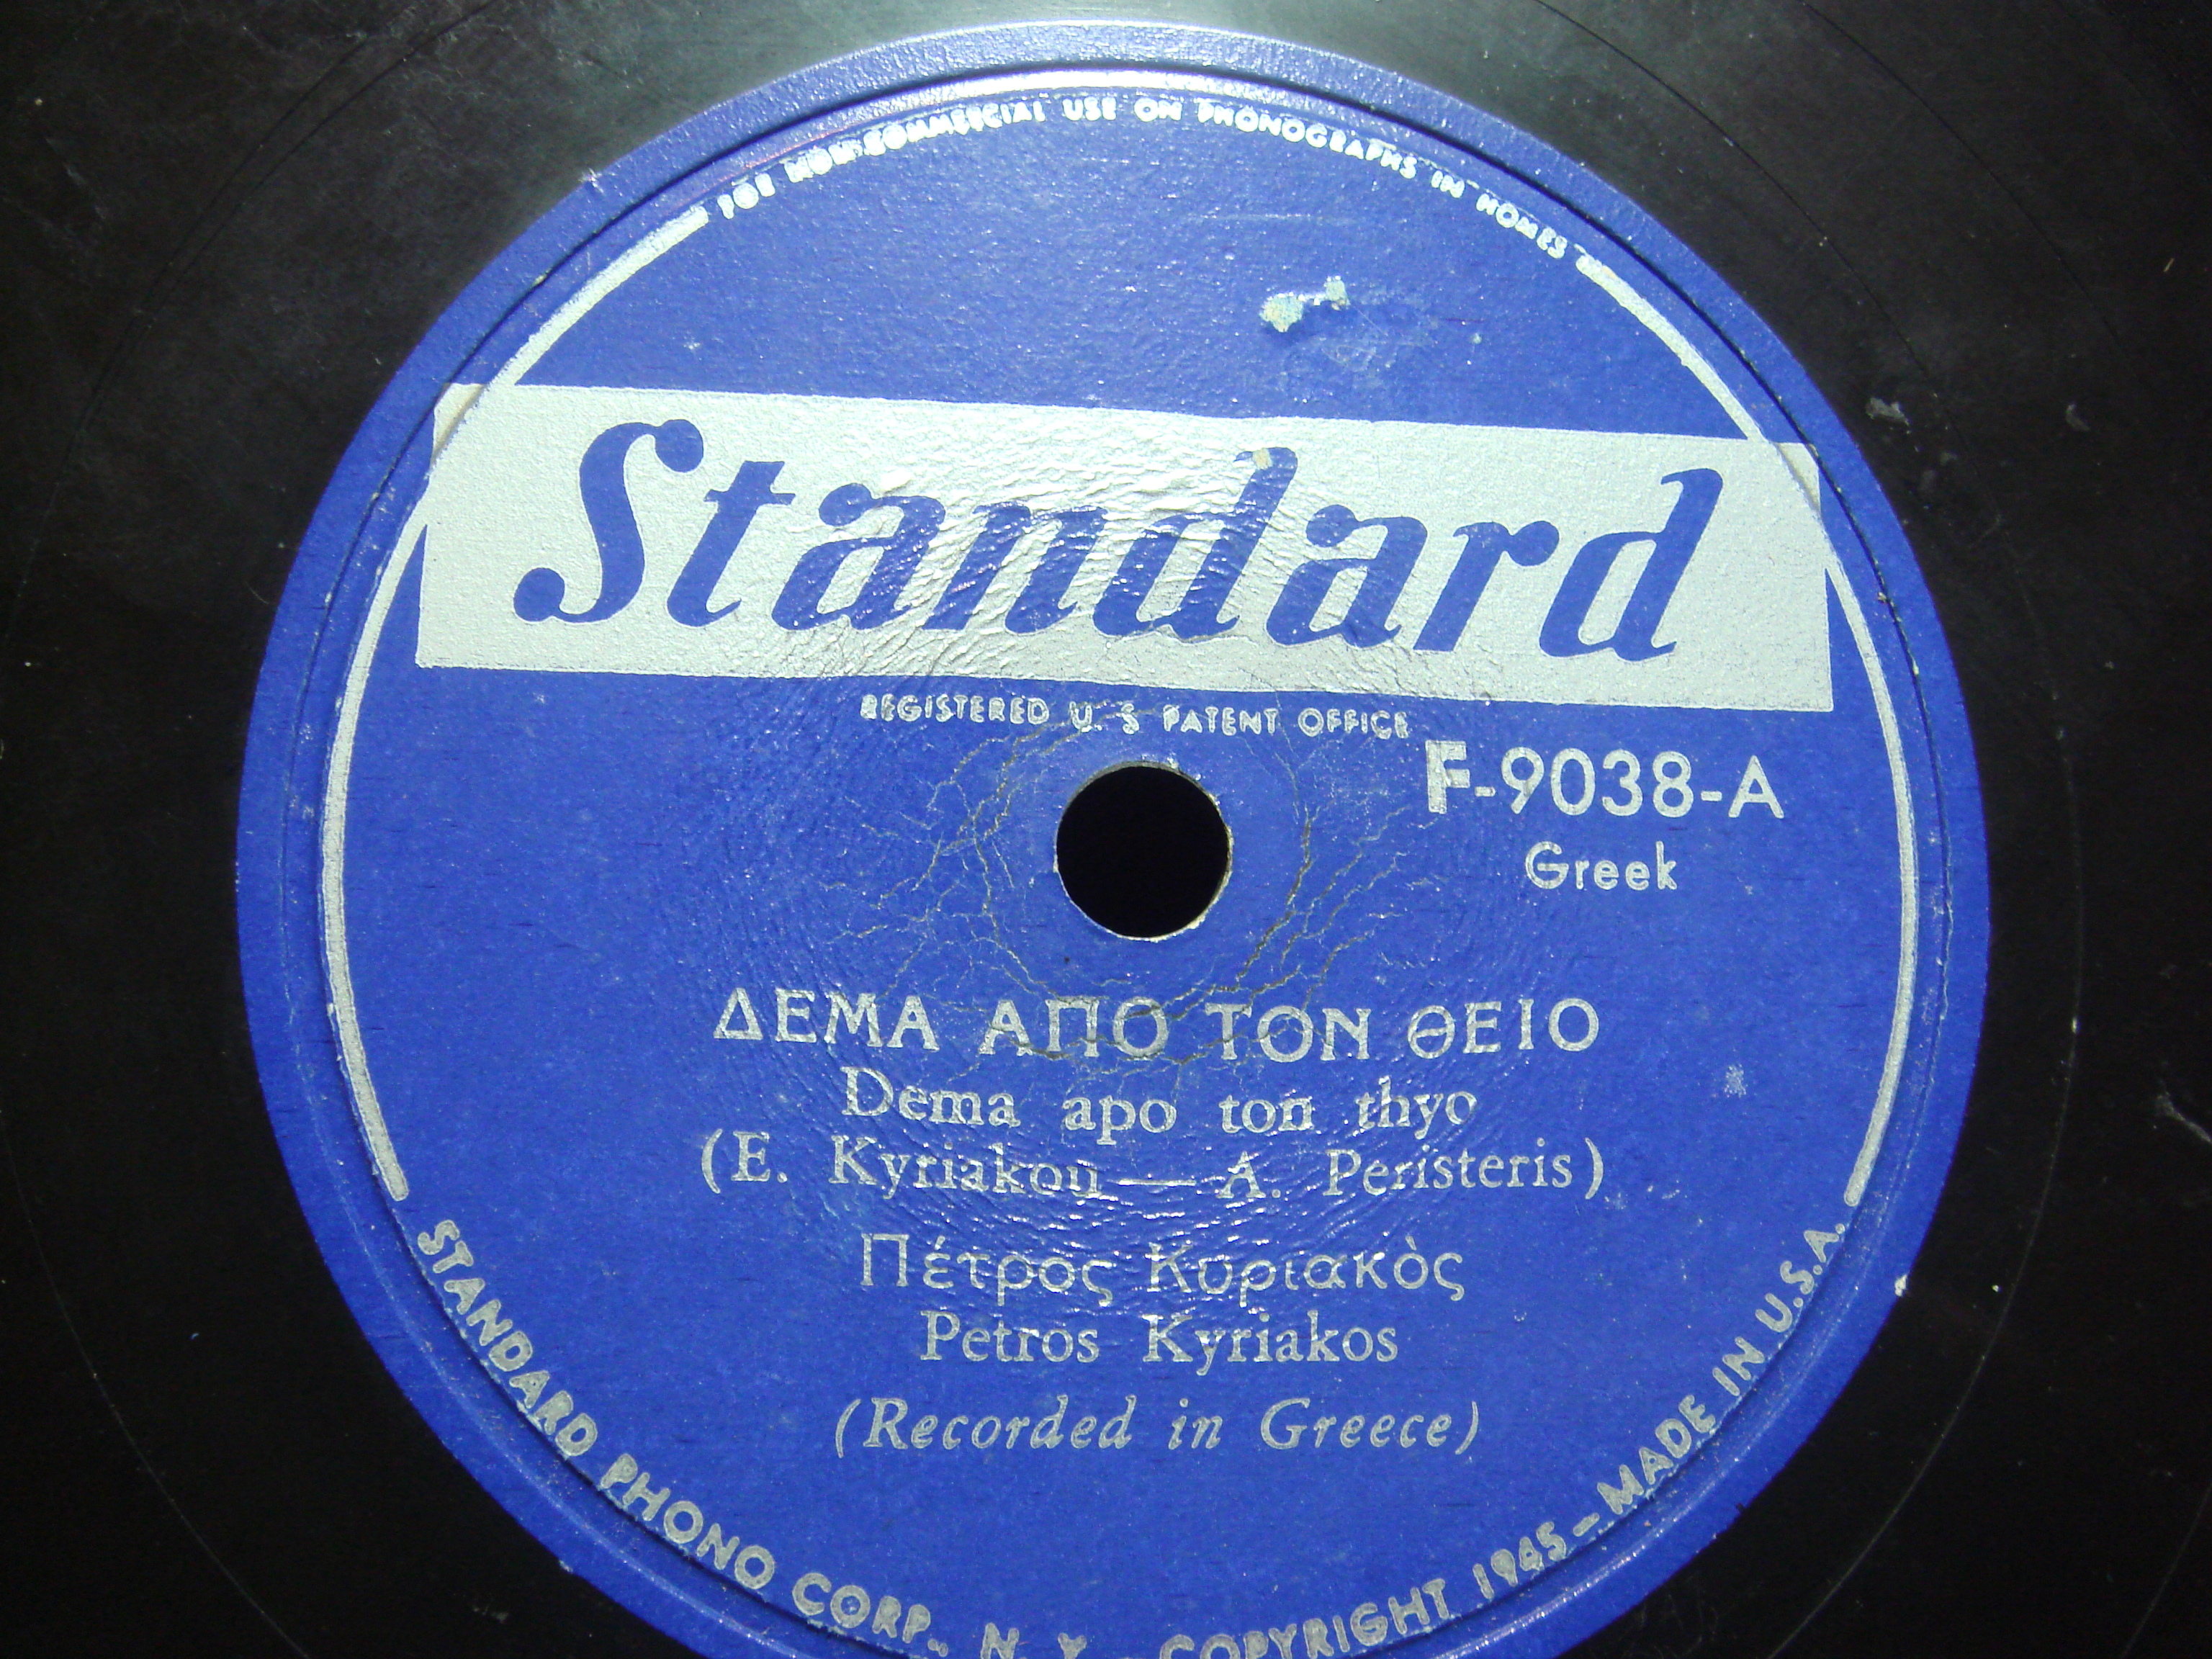 FOR NON-COMMERCIAL USE ON PHONOGRAPHS IN HOMES
Standard
REGISTERED U. S PATENT OFFICE
F-9038-A
Greek
ΔΕΜΑ ΑΠΟ ΤΟΝ ΘΕΙΟ
Dema apo ton thyo
(E. Kyriakou — A. Peristeris)
Πέτρος Κυριακὸς
Petros Kyriakos
(Recorded in Greece)
STANDARD PHONO CORP., N. Y. COPYRIGHT 1945 - MADE IN U.S.A.